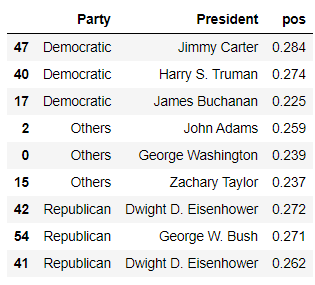 Party President pos
47 Democratic Jimmy Carter 0.284
40 Democratic Harry S. Truman 0.274
17 Democratic James Buchanan 0.225
2 Others John Adams 0.259
0 Others George Washington 0.239
15 Others Zachary Taylor 0.237
42 Republican Dwight D. Eisenhower 0.272
54 Republican George W. Bush 0.271
41 Republican Dwight D. Eisenhower 0.262